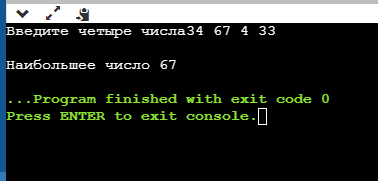 Введите четыре числа34 67 4 33
Наибольшее число 67
...Program finished with exit code 0
Press ENTER to exit console.